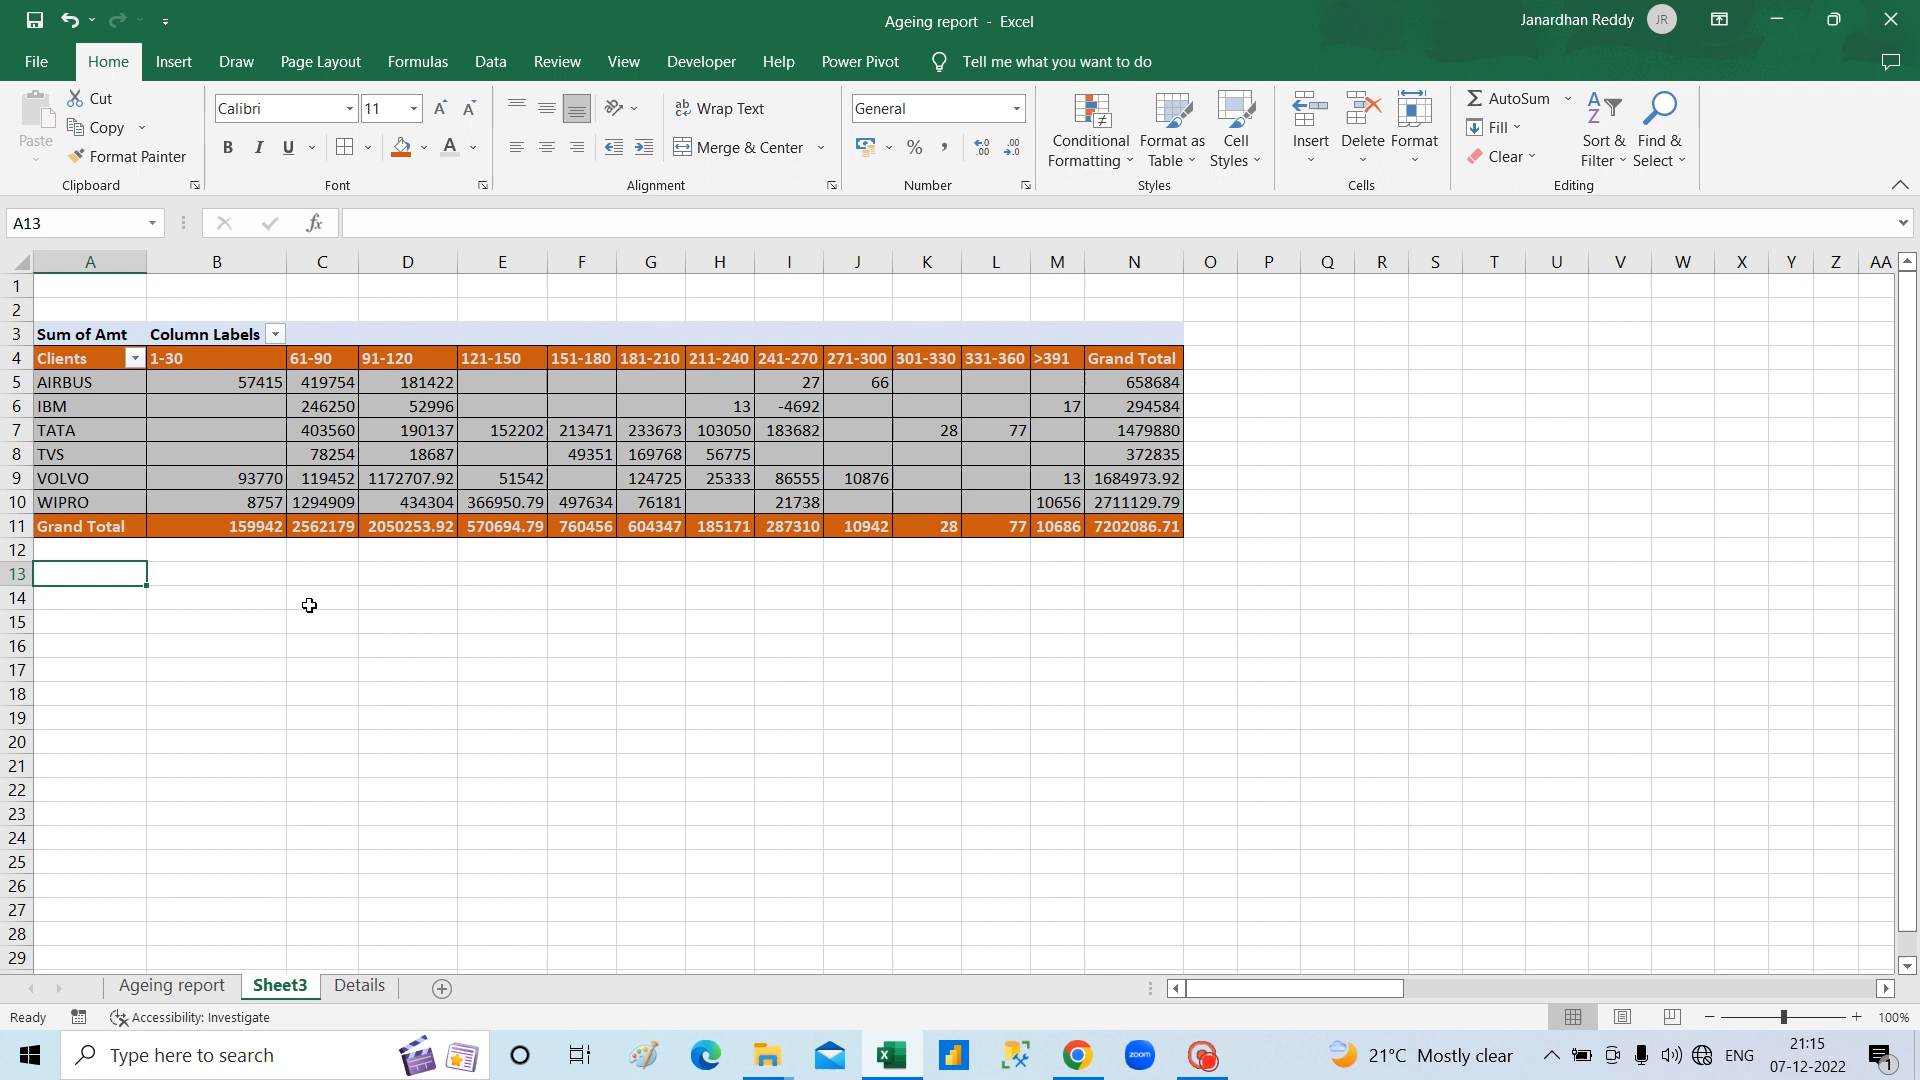 Ageing report - Excel
Janardhan Reddy JR
File Home Insert Draw Page Layout Formulas Data Review View Developer Help Power Pivot Tell me what you want to do
Paste
Cut
Copy
Format Painter
Clipboard
Calibri 11
B I U
Font
Wrap Text
Merge & Center
Alignment
General
Number
Conditional Formatting
Format as Table
Cell Styles
Styles
Insert Delete Format
Cells
AutoSum
Fill
Clear
Sort & Filter
Find & Select
Editing
A13
A B C D E F G H I J K L M N O P Q R S T U V W X Y Z AA
1
2
3 Sum of Amt Column Labels
4 Clients 1-30 61-90 91-120 121-150 151-180 181-210 211-240 241-270 271-300 301-330 331-360 >391 Grand Total
5 AIRBUS 57415 419754 181422 27 66 658684
6 IBM 246250 52996 13 -4692 17 294584
7 TATA 403560 190137 152202 213471 233673 103050 183682 28 77 1479880
8 TVS 78254 18687 49351 169768 56775 372835
9 VOLVO 93770 119452 1172707.92 51542 124725 25333 86555 10876 13 1684973.92
10 WIPRO 8757 1294909 434304 366950.79 497634 76181 21738 10656 2711129.79
11 Grand Total 159942 2562179 2050253.92 570694.79 760456 604347 185171 287310 10942 28 77 10686 7202086.71
12
13
14
15
16
17
18
19
20
21
22
23
24
25
26
27
28
29
Ageing report Sheet3 Details
Ready Accessibility: Investigate 100%
Type here to search
zoom
21°C Mostly clear
ENG
21:15
07-12-2022
1